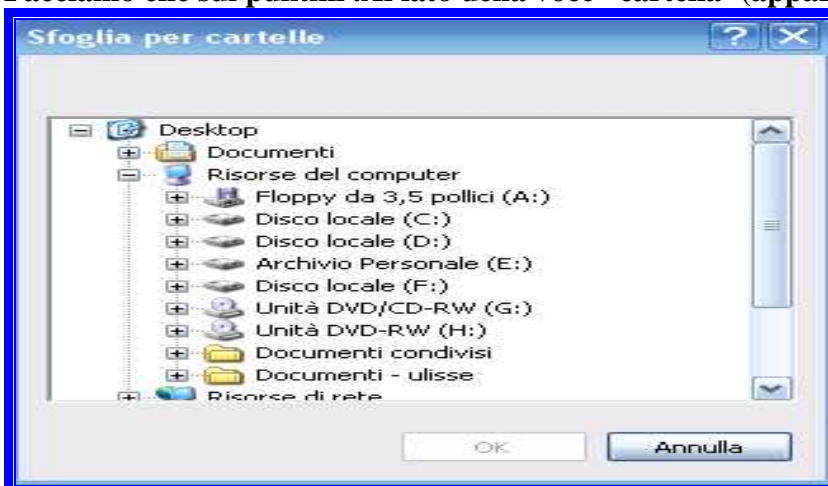 Sfoglia per cartelle
Desktop
Documenti
Risorse del computer
Floppy da 3,5 pollici (A:)
Disco locale (C:)
Disco locale (D:)
Archivio Personale (E:)
Disco locale (F:)
Unità DVD/CD-RW (G:)
Unità DVD-RW (H:)
Documenti condivisi
Documenti - ulisse
Risorse di rete
OK
Annulla